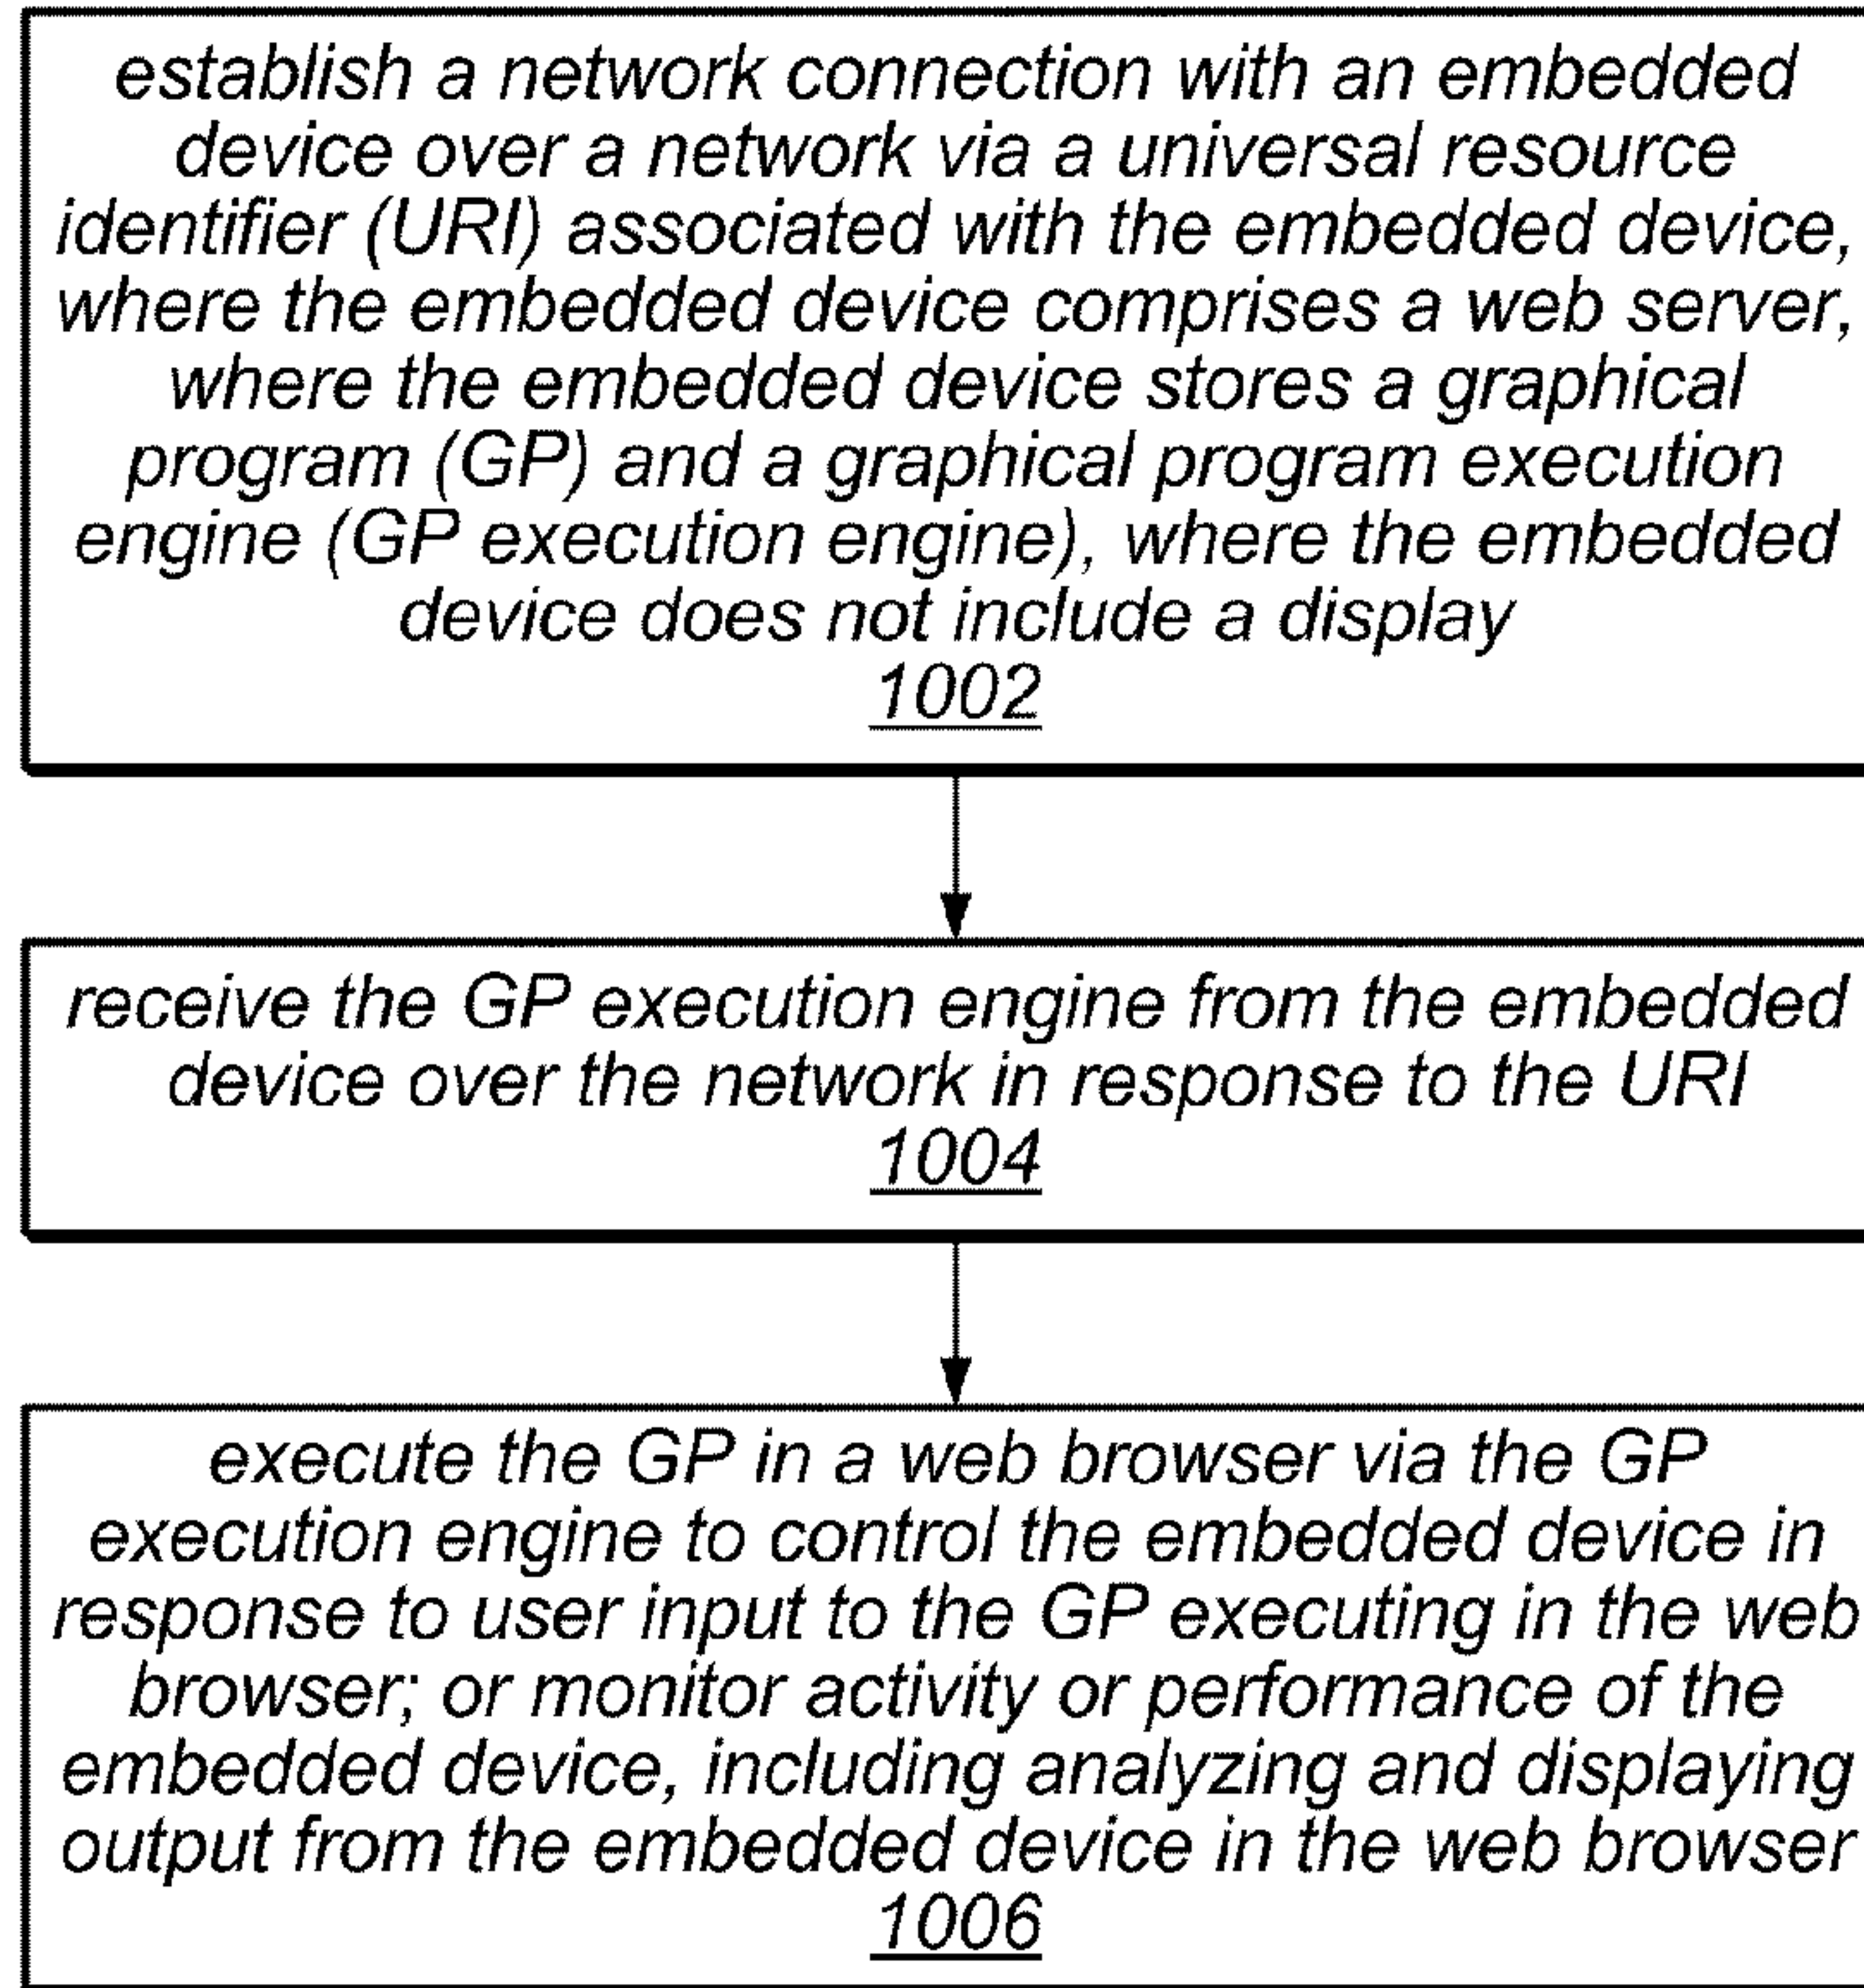 establish a network connection with an embedded
device over a network via a universal resource
identifier (URI) associated with the embedded device,
where the embedded device comprises a web server,
where the embedded device stores a graphical
program (GP) and a graphical program execution
engine (GP execution engine), where the embedded
device does not include a display
1002
receive the GP execution engine from the embedded
device over the network in response to the URI
1004
execute the GP in a web browser via the GP
execution engine to control the embedded device in
response to user input to the GP executing in the web
browser; or monitor activity or performance of the
embedded device, including analyzing and displaying
output from the embedded device in the web browser
1006